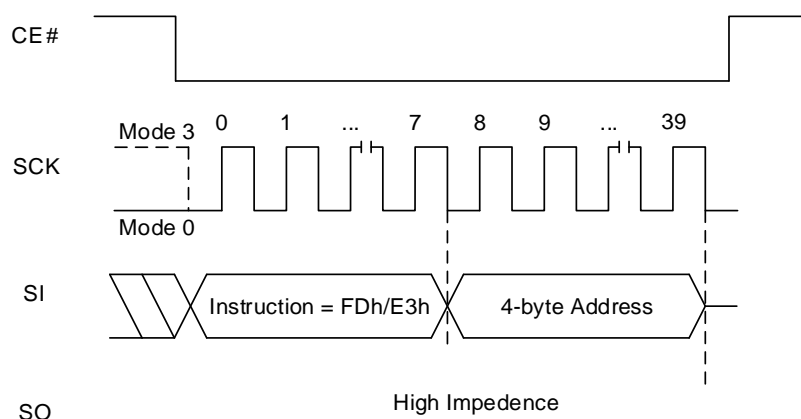 CE#
0 1 ... 7 8 9 ... 39
Mode 3
SCK
Mode 0
SI
Instruction = FDh/E3h
4-byte Address
High Impedence
SO